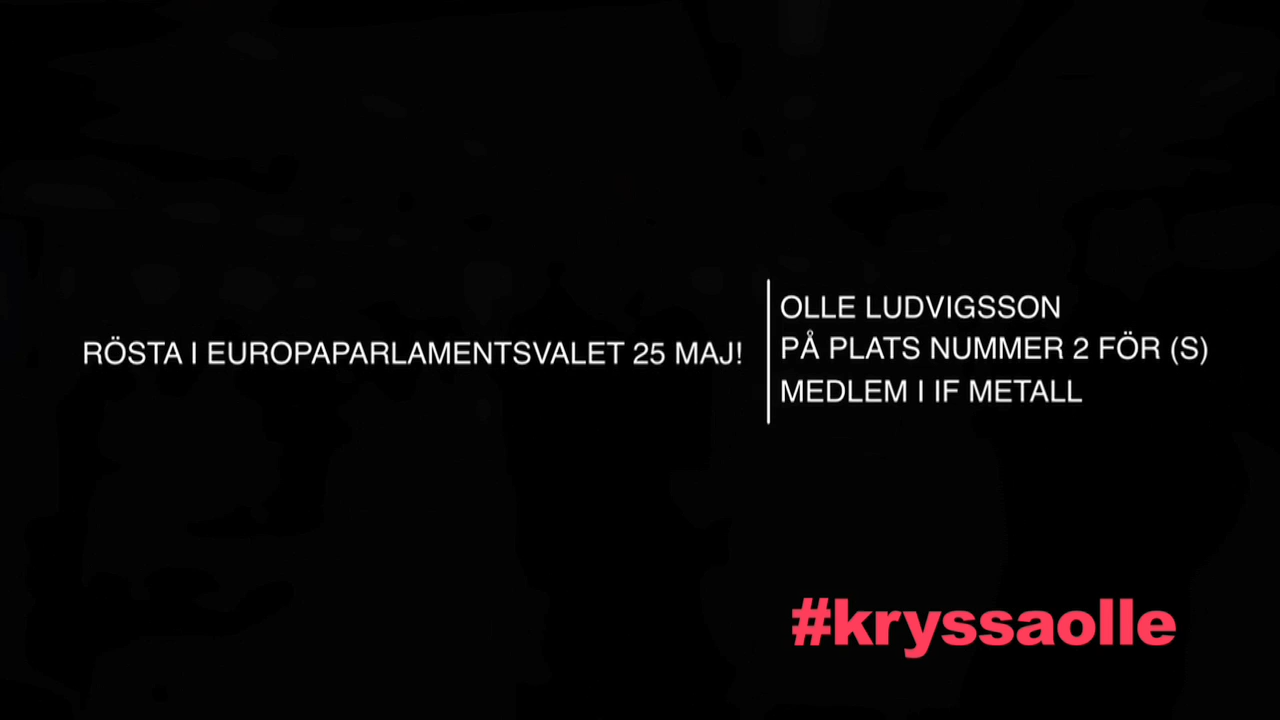 RÖSTA I EUROPAPARLAMENTSVALET 25 MAJ!
OLLE LUDVIGSSON
PÅ PLATS NUMMER 2 FÖR (S)
MEDLEM I IF METALL
#kryssaolle